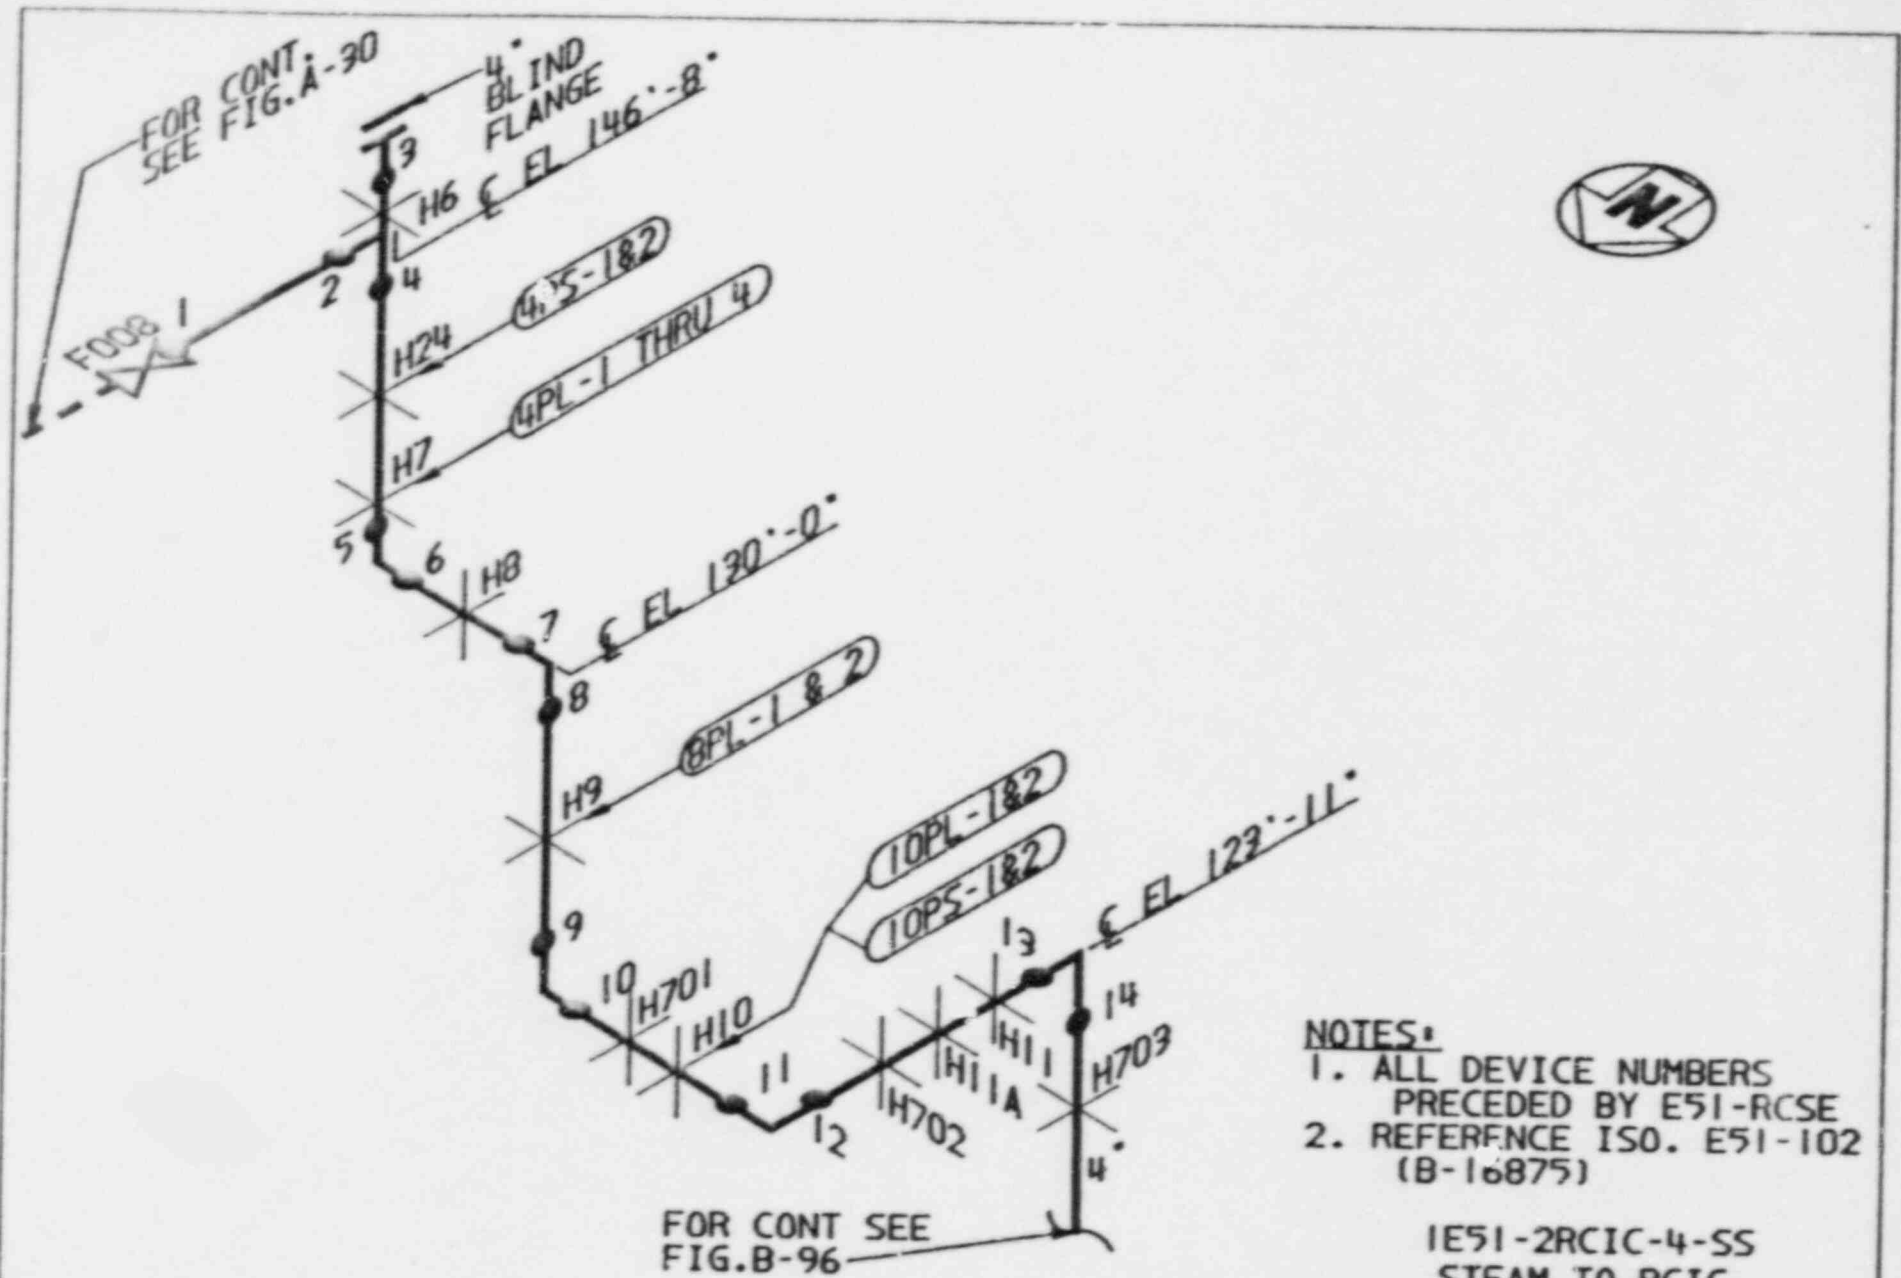 FOR CONT.
SEE FIG.A-30
4"
BLIND
FLANGE
3
H6
℄ EL 146'-8"
N
2
4
4PS-1&2
F008
1
H24
4PL-1 THRU 4
H7
5
6
H8
7
℄ EL 130'-0"
8
8PL-1 & 2
H9
9
10PL-1&2
10PS-1&2
10
H701
H10
11
12
H702
H11A
H11
13
℄ EL 123'-11"
14
H703
4"
FOR CONT SEE
FIG.B-96
NOTES:
1. ALL DEVICE NUMBERS
PRECEDED BY E51-RCSE
2. REFERENCE ISO. E51-102
(B-16875)
1E51-2RCIC-4-SS
STEAM TO RCIC